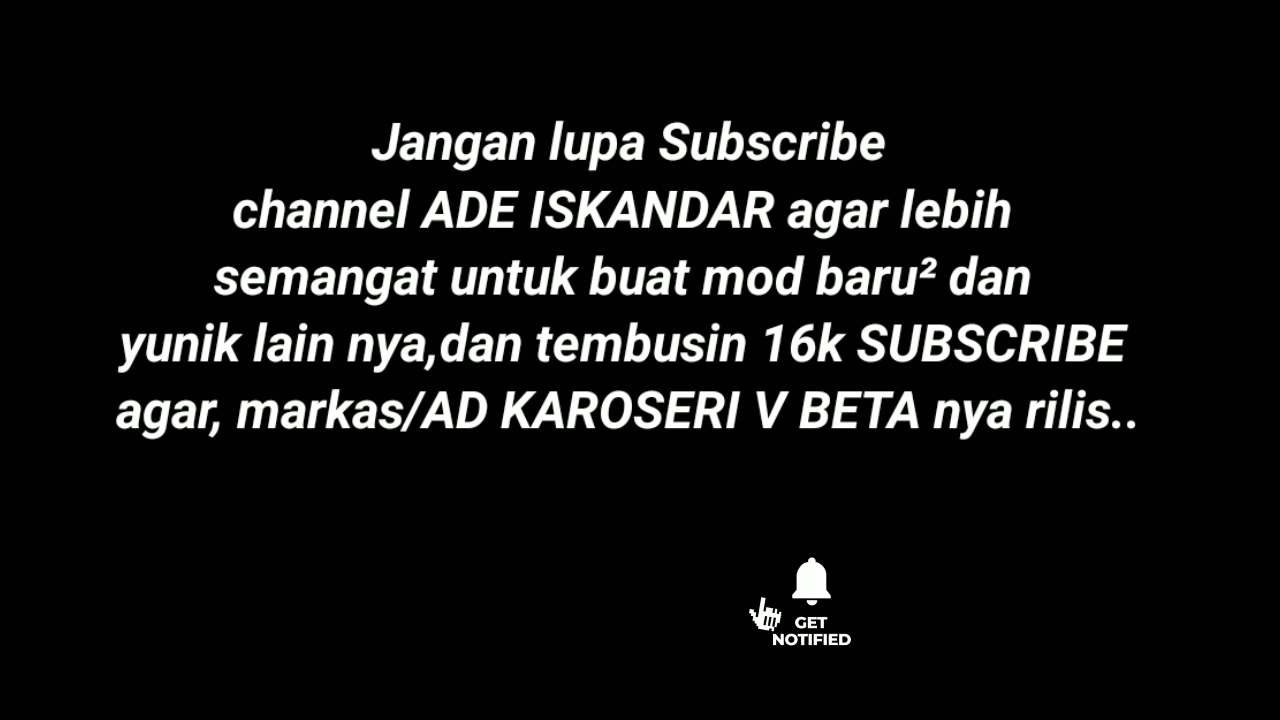 Jangan lupa Subscribe
channel ADE ISKANDAR agar lebih
semangat untuk buat mod baru² dan
yunik lain nya,dan tembusin 16k SUBSCRIBE
agar, markas/AD KAROSERI V BETA nya rilis..
GET
NOTIFIED